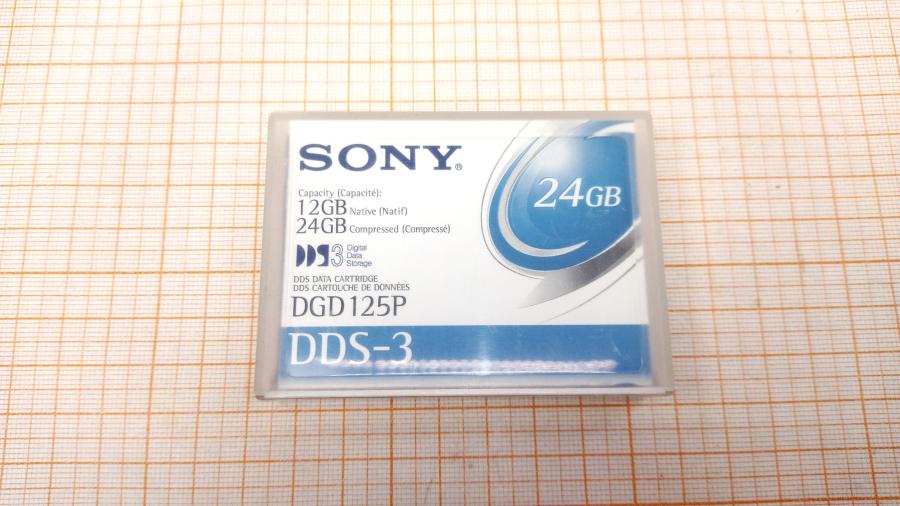 SONY®
Capacity (Capacité):
12GB Native (Natif)
24GB Compressed (Compressé)
DDS3 Digital
Data
Storage
DDS DATA CARTRIDGE
DDS CARTOUCHE DE DONNÉES
DGD125P
DDS-3
24GB